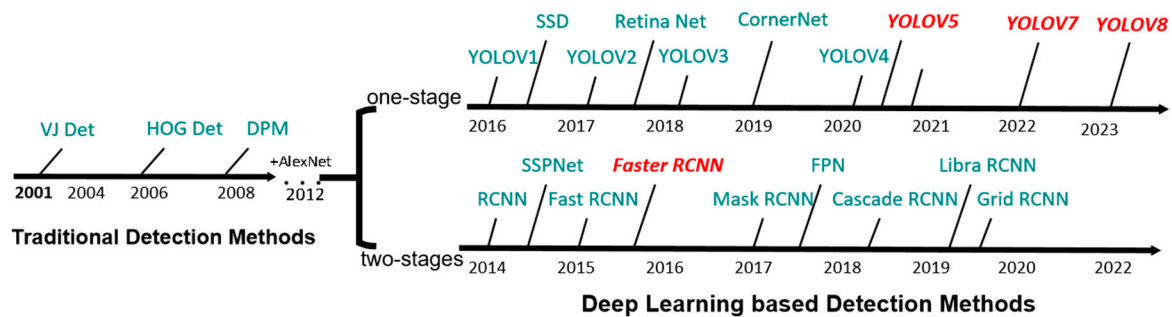 SSD Retina Net CornerNet YOLOV5 YOLOV7 YOLOV8
YOLOV1 YOLOV2 YOLOV3 YOLOV4
one-stage
2016 2017 2018 2019 2020 2021 2022 2023
VJ Det HOG Det DPM
+AlexNet
2001 2004 2006 2008 2012
Traditional Detection Methods
SSPNet Faster RCNN FPN Libra RCNN
RCNN Fast RCNN Mask RCNN Cascade RCNN Grid RCNN
two-stages
2014 2015 2016 2017 2018 2019 2020 2022
Deep Learning based Detection Methods